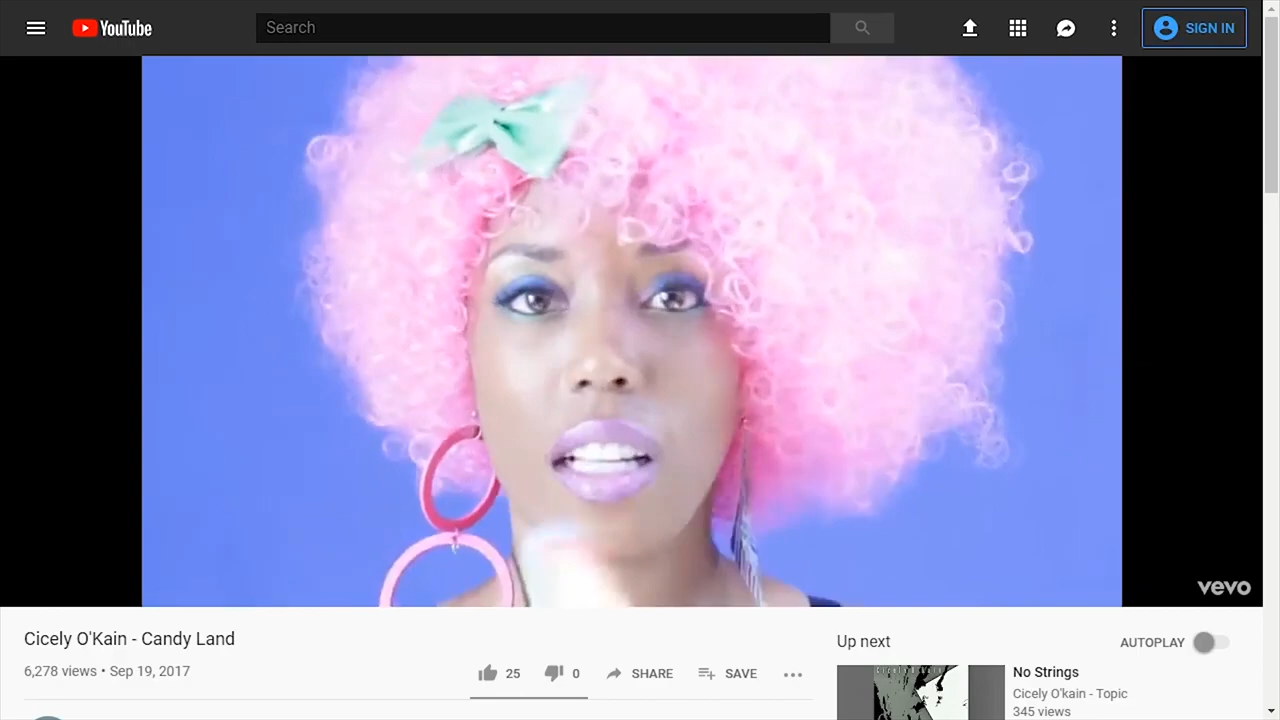 YouTube
Search
SIGN IN
vevo
Cicely O'Kain - Candy Land
6,278 views • Sep 19, 2017
25
0
SHARE
SAVE
Up next
AUTOPLAY
No Strings
Cicely O'kain - Topic
345 views